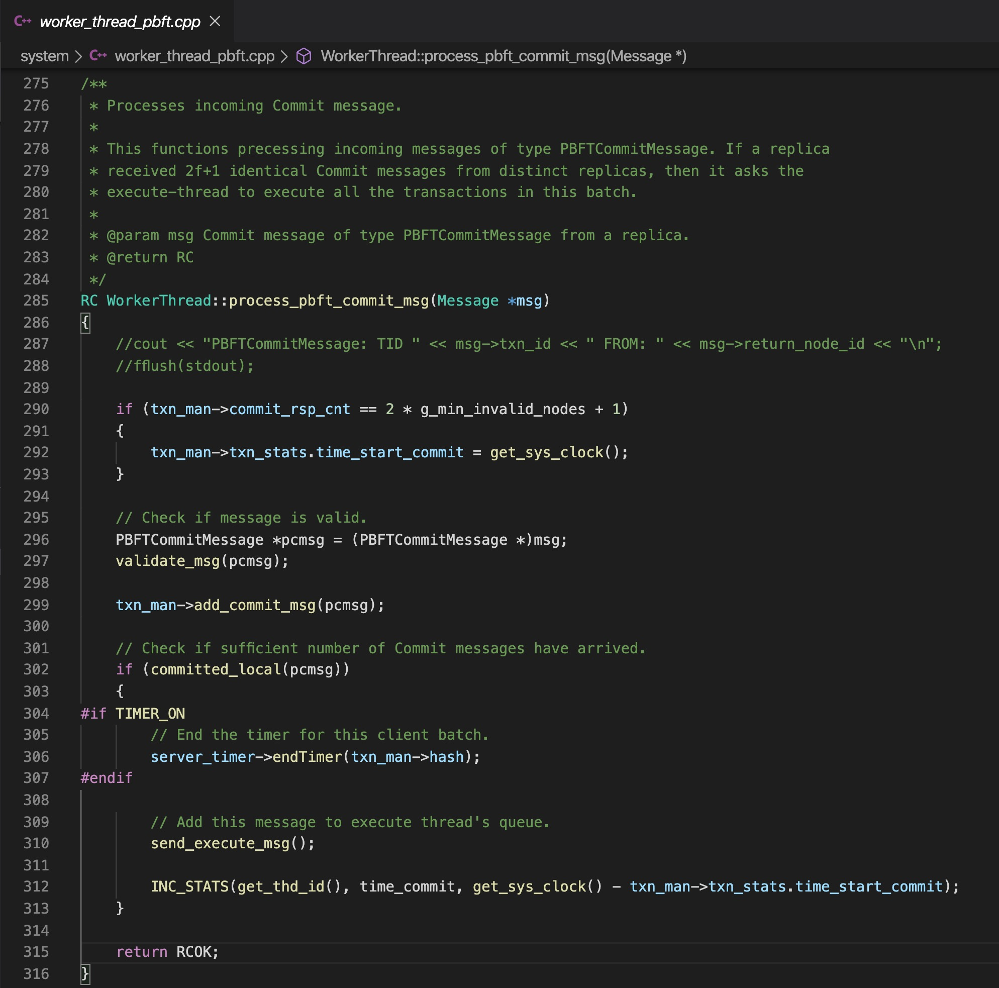 C++ worker_thread_pbft.cpp ×
system > C++ worker_thread_pbft.cpp > WorkerThread::process_pbft_commit_msg(Message *)
275 /**
276  * Processes incoming Commit message.
277  *
278  * This functions precessing incoming messages of type PBFTCommitMessage. If a replica
279  * received 2f+1 identical Commit messages from distinct replicas, then it asks the
280  * execute-thread to execute all the transactions in this batch.
281  *
282  * @param msg Commit message of type PBFTCommitMessage from a replica.
283  * @return RC
284  */
285 RC WorkerThread::process_pbft_commit_msg(Message *msg)
286 {
287     //cout << "PBFTCommitMessage: TID " << msg->txn_id << " FROM: " << msg->return_node_id << "\n";
288     //fflush(stdout);
289
290     if (txn_man->commit_rsp_cnt == 2 * g_min_invalid_nodes + 1)
291     {
292         txn_man->txn_stats.time_start_commit = get_sys_clock();
293     }
294
295     // Check if message is valid.
296     PBFTCommitMessage *pcmsg = (PBFTCommitMessage *)msg;
297     validate_msg(pcmsg);
298
299     txn_man->add_commit_msg(pcmsg);
300
301     // Check if sufficient number of Commit messages have arrived.
302     if (committed_local(pcmsg))
303     {
304 #if TIMER_ON
305         // End the timer for this client batch.
306         server_timer->endTimer(txn_man->hash);
307 #endif
308
309         // Add this message to execute thread's queue.
310         send_execute_msg();
311
312         INC_STATS(get_thd_id(), time_commit, get_sys_clock() - txn_man->txn_stats.time_start_commit);
313     }
314
315     return RCOK;
316 }